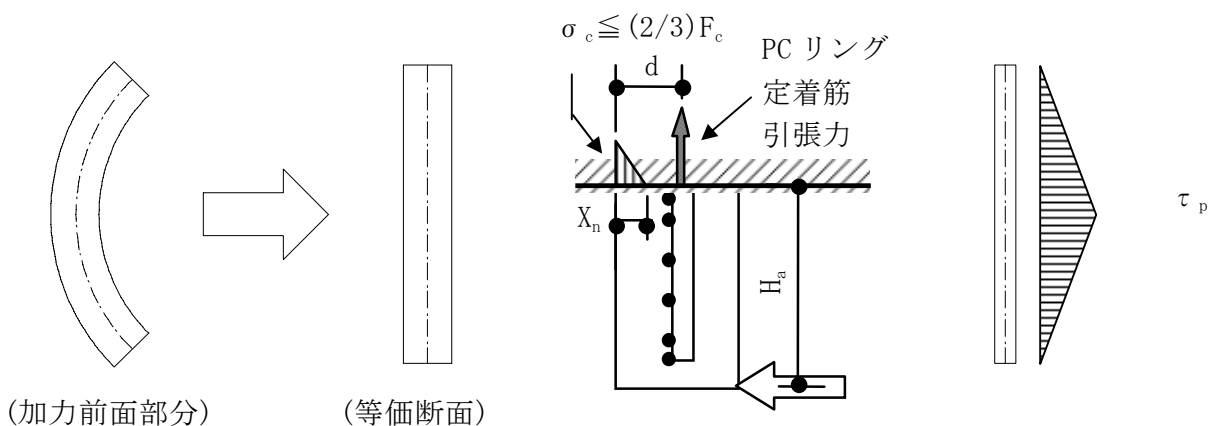 σc≦(2/3)Fc
d
PCリング
定着筋
引張力
Xn
Ha
τp
(加力前面部分)
(等価断面)